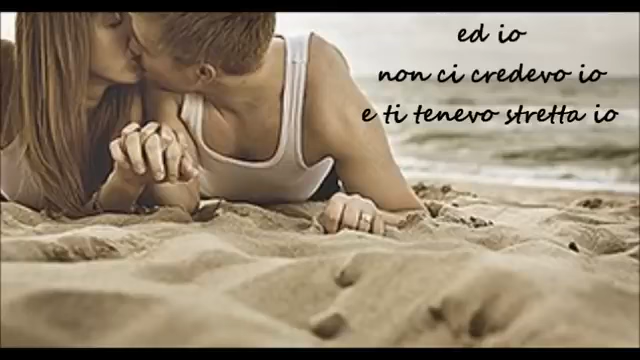 ed io
non ci credevo io
e ti tenevo stretta io